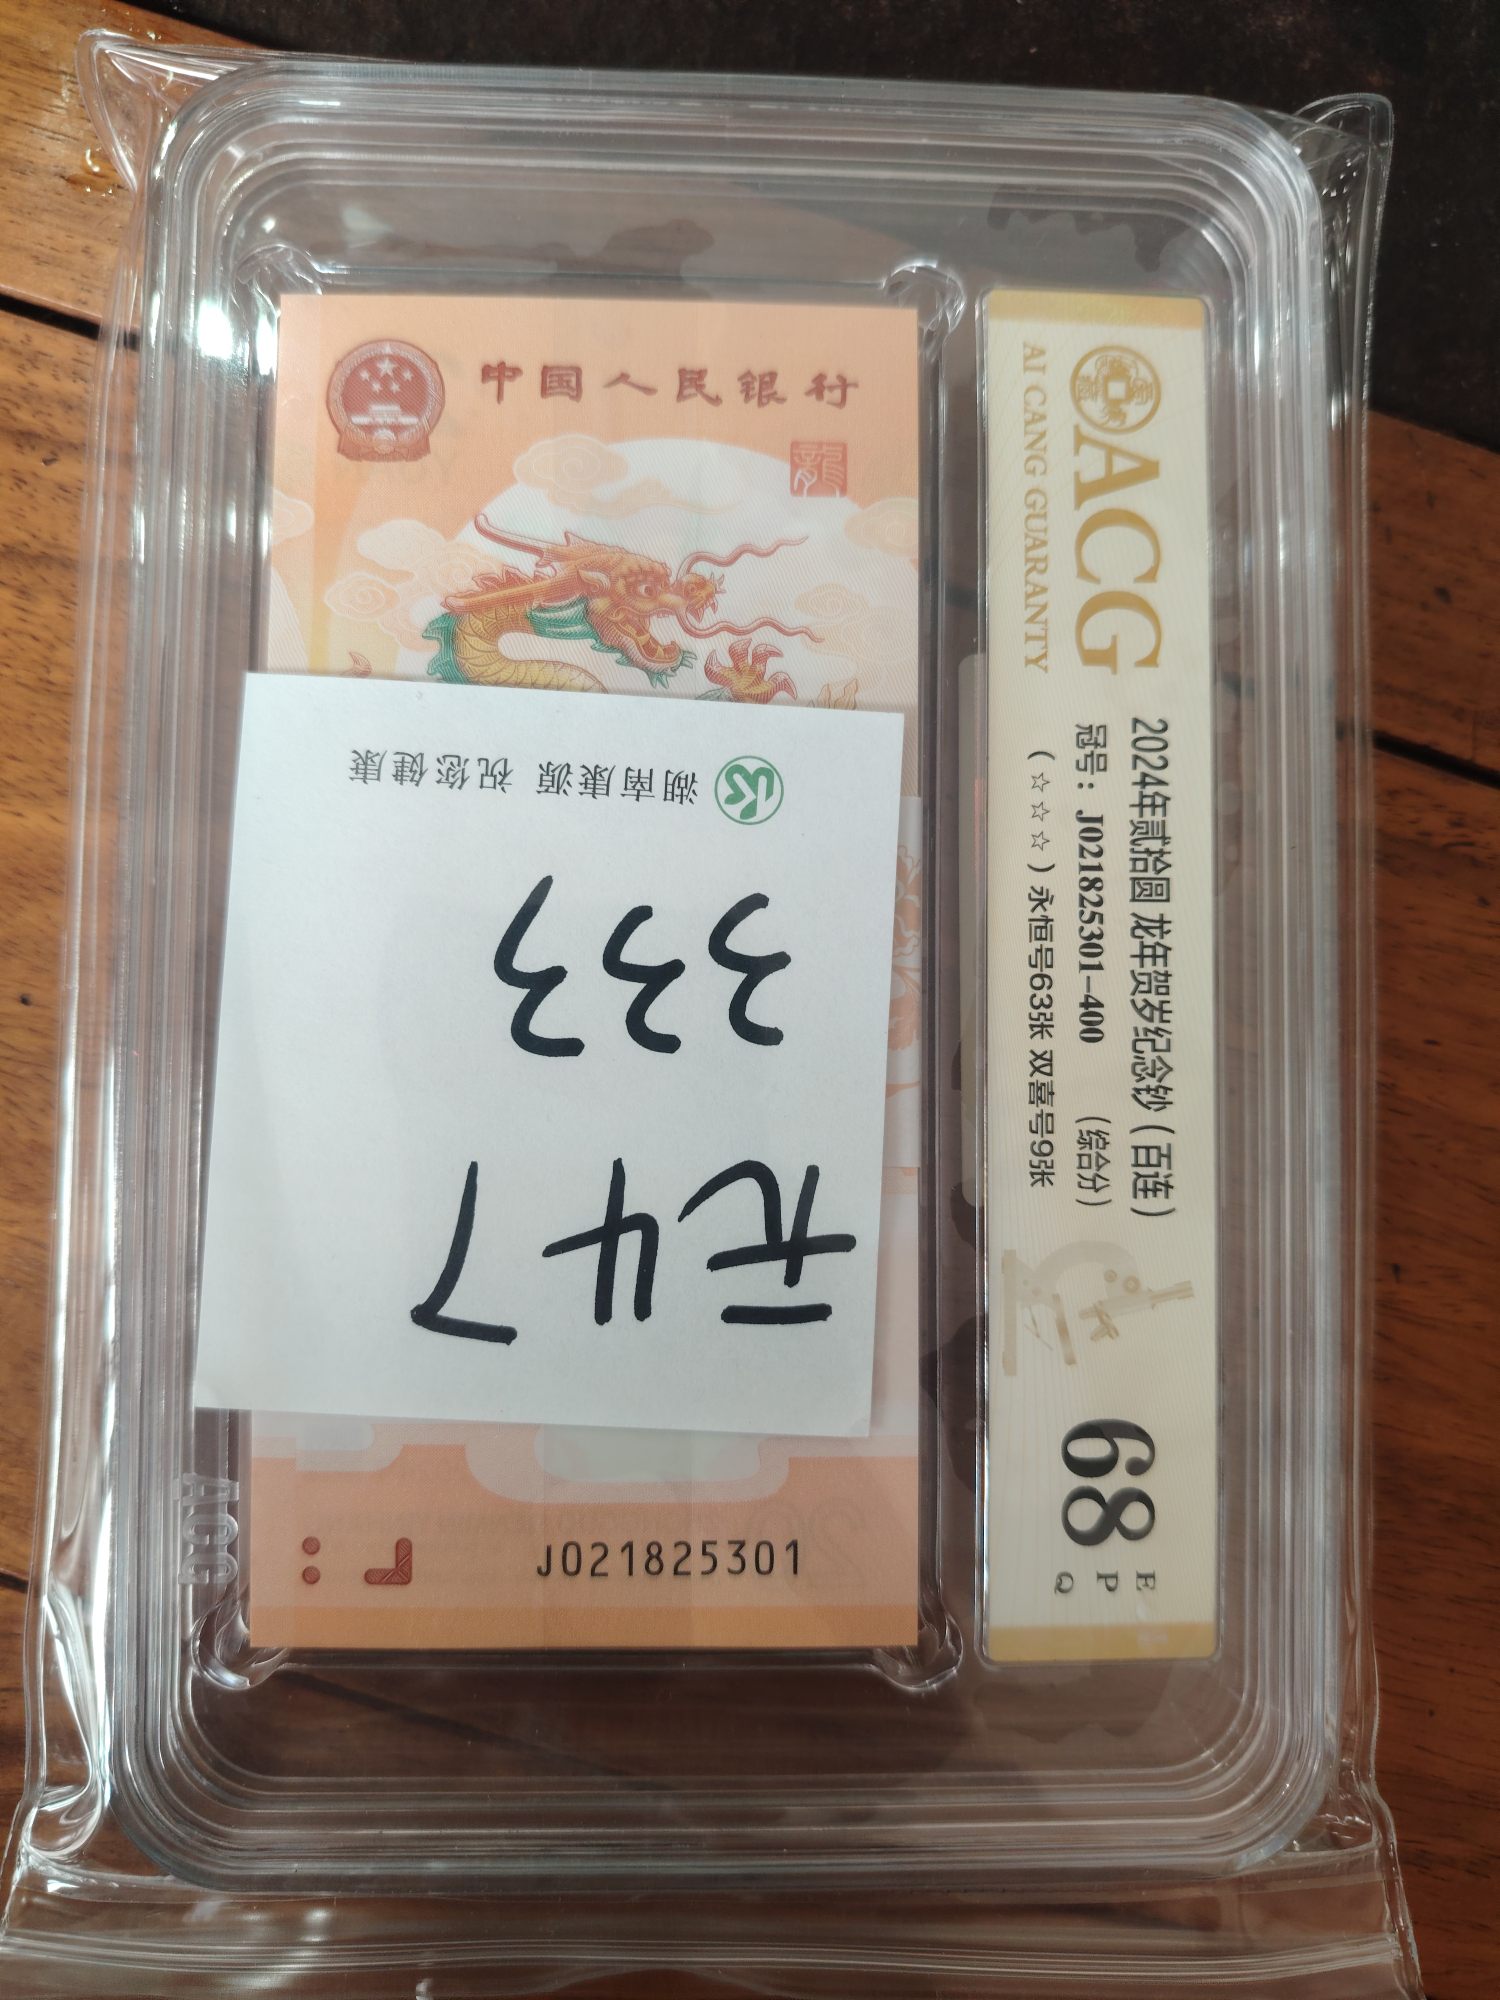 中国人民银行
龍
湖南康源 祝您健康
333
无47
J021825301
ACG
ACG
AI CANG GUARANTY
2024年贰拾圆 龙年贺岁纪念钞（百连）
冠号：J021825301-400 （综合分）
（☆☆☆）永恒号63张 双喜号9张
68
E
P
Q